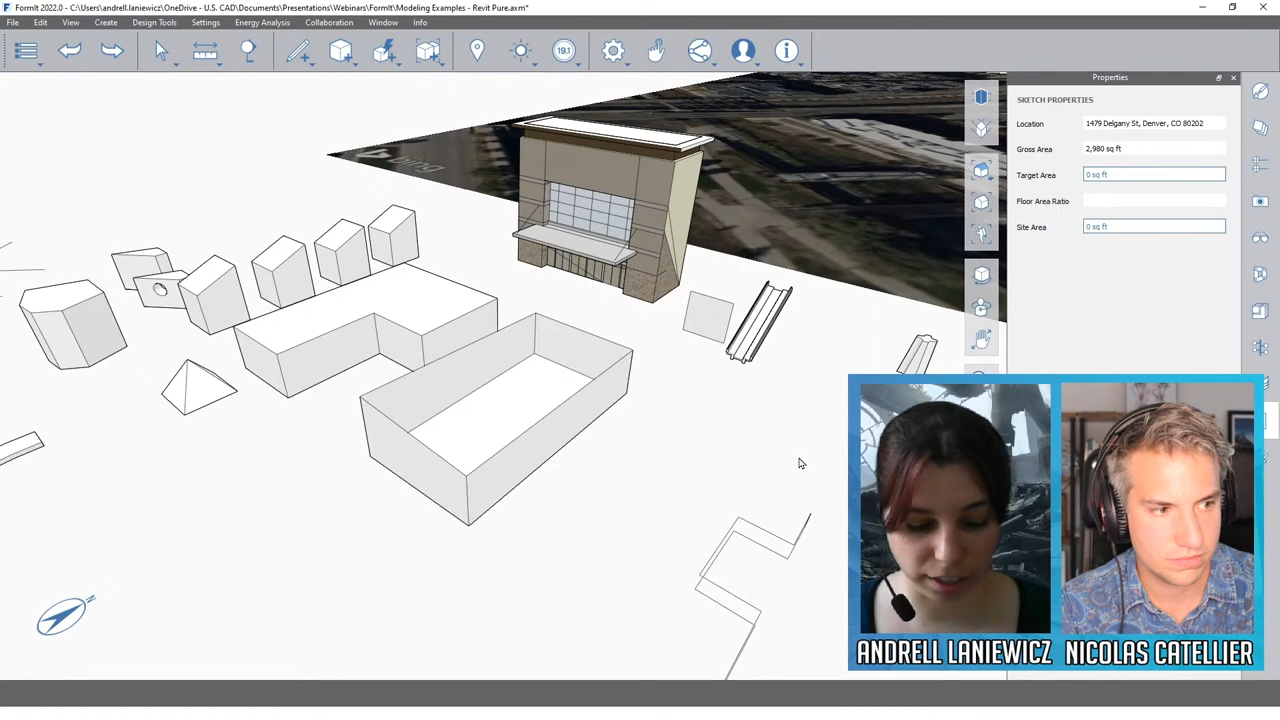 FormIt 2022.0 - C:\Users\andrell.laniewicz\OneDrive - U.S. CAD\Documents\Presentations\Webinars\FormIt\Modeling Examples - Revit Pure.axm*
File Edit View Create Design Tools Settings Energy Analysis Collaboration Window Info
19.1
Properties
SKETCH PROPERTIES
Location 1479 Delgany St, Denver, CO 80202
Gross Area 2,980 sq ft
Target Area 0 sq ft
Floor Area Ratio
Site Area 0 sq ft
bing
N
ANDRELL LANIEWICZ NICOLAS CATELLIER